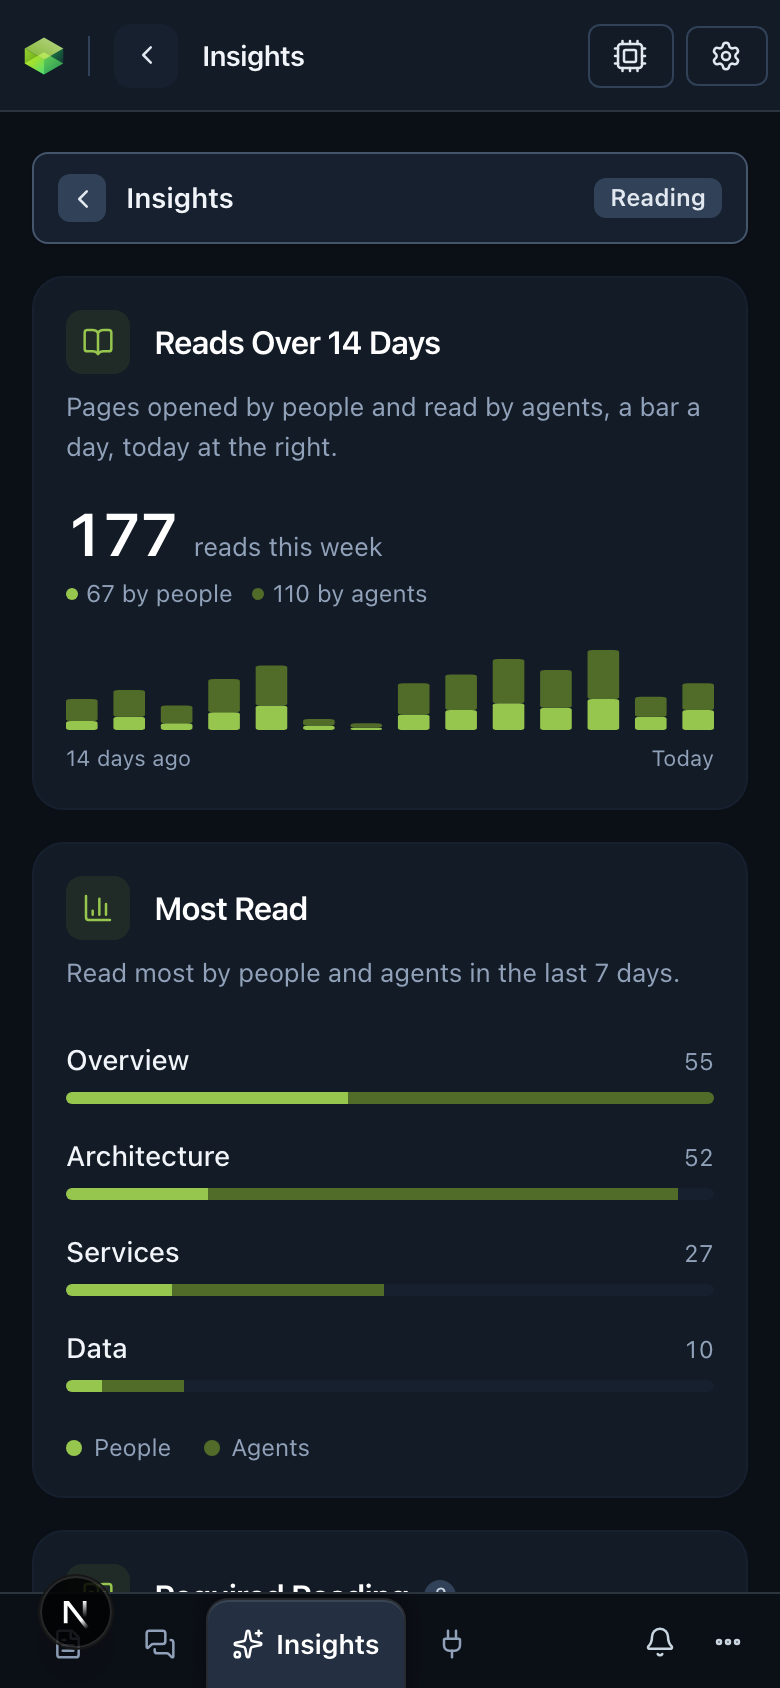 Insights
Insights
Reading
Reads Over 14 Days
Pages opened by people and read by agents, a bar a
day, today at the right.
177 reads this week
67 by people
110 by agents
14 days ago
Today
Most Read
Read most by people and agents in the last 7 days.
Overview
55
Architecture
52
Services
27
Data
10
People
Agents
Required Reading
N
Insights